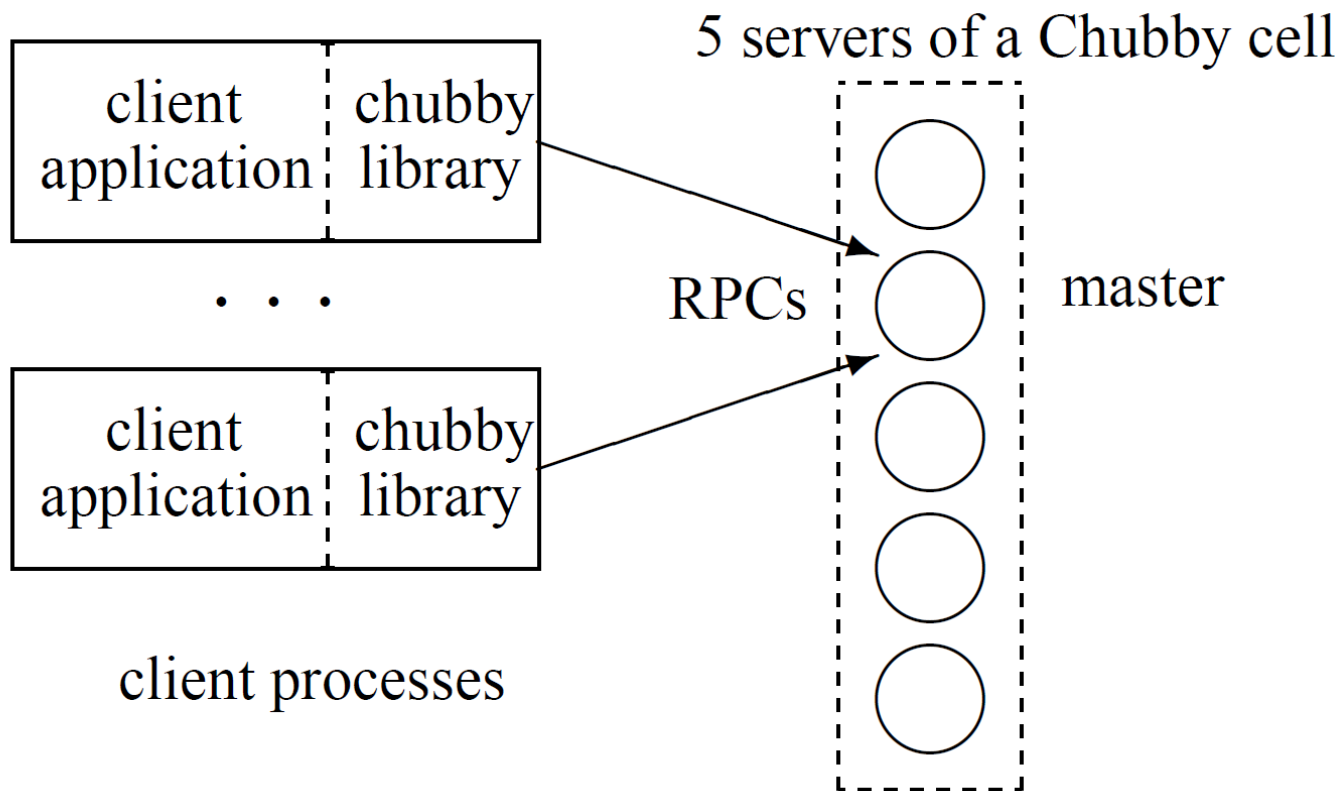 5 servers of a Chubby cell
client
application
chubby
library
RPCs
master
. . .
client
application
chubby
library
client processes